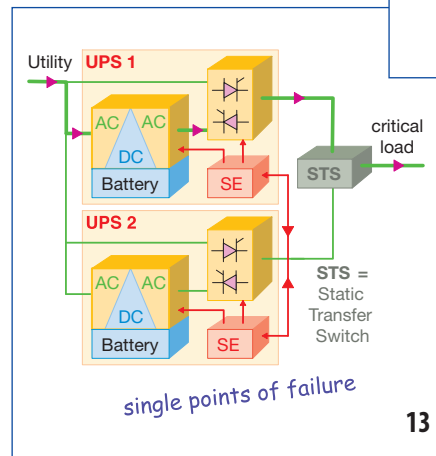 Utility
UPS 1
AC AC
DC
Battery
SE
critical
load
STS
UPS 2
AC AC
DC
Battery
SE
STS =
Static
Transfer
Switch
single points of failure
13